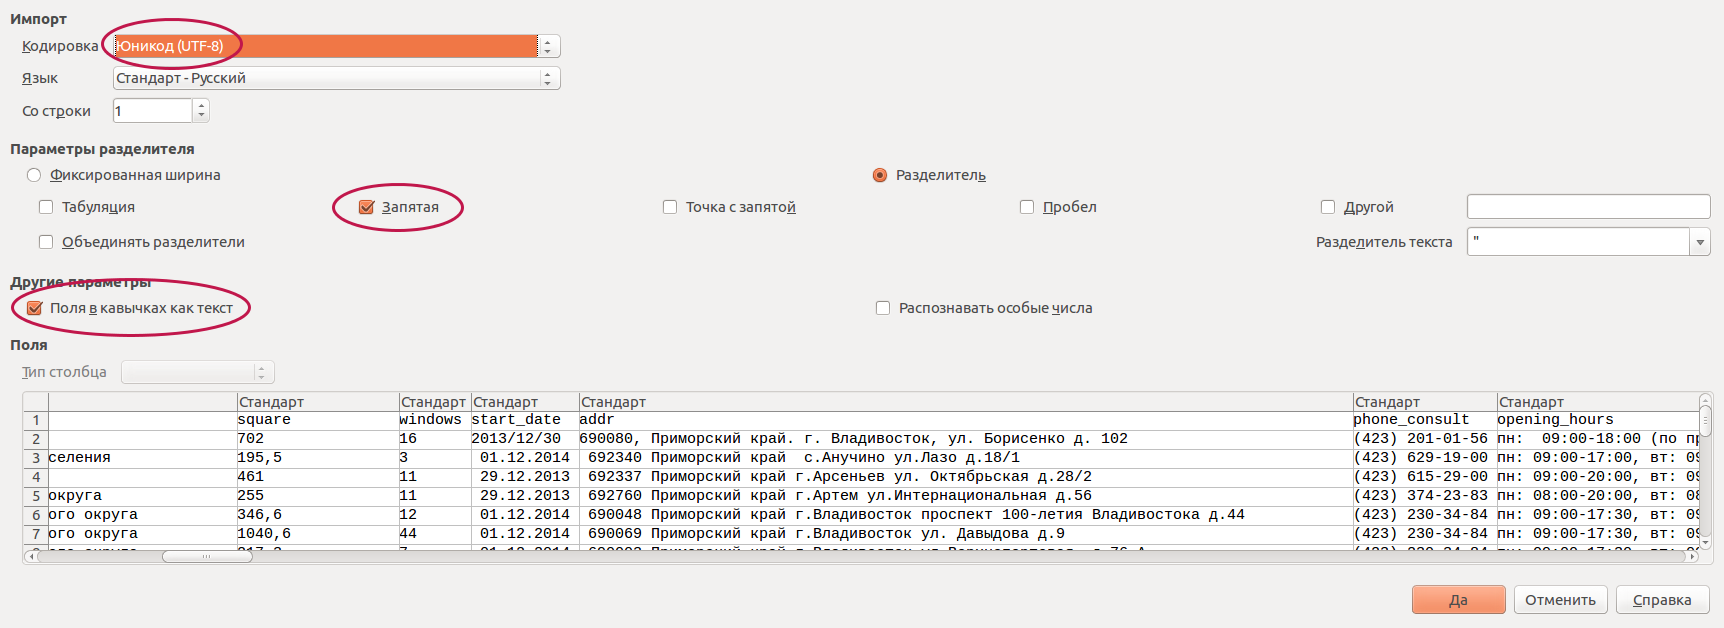 Импорт
Кодировка Юникод (UTF-8)
Язык Стандарт - Русский
Со строки 1
Параметры разделителя
Фиксированная ширина Разделитель
Табуляция Запятая Точка с запятой Пробел Другой
Объединять разделители Разделитель текста "
Другие параметры
Поля в кавычках как текст Распознавать особые числа
Поля
Тип столбца
Стандарт Стандарт Стандарт Стандарт Стандарт Стандарт
1 square windows start_date addr phone_consult opening_hours
2 702 16 2013/12/30 690080, Приморский край. г. Владивосток, ул. Борисенко д. 102 (423) 201-01-56 пн: 09:00-18:00 (по пр
3 селения 195,5 3 01.12.2014 692340 Приморский край с.Анучино ул.Лазо д.18/1 (423) 629-19-00 пн: 09:00-17:00, вт: 09
4 461 11 29.12.2013 692337 Приморский край г.Арсеньев ул. Октябрьская д.28/2 (423) 615-29-00 пн: 09:00-20:00, вт: 09
5 округа 255 11 29.12.2013 692760 Приморский край г.Артем ул.Интернациональная д.56 (423) 374-23-83 пн: 08:00-20:00, вт: 08
6 ого округа 346,6 12 01.12.2014 690048 Приморский край г.Владивосток проспект 100-летия Владивостока д.44 (423) 230-34-84 пн: 09:00-17:30, вт: 09
7 ого округа 1040,6 44 01.12.2014 690069 Приморский край г.Владивосток ул. Давыдова д.9 (423) 230-34-84 пн: 09:00-17:30, вт: 09
Да Отменить Справка